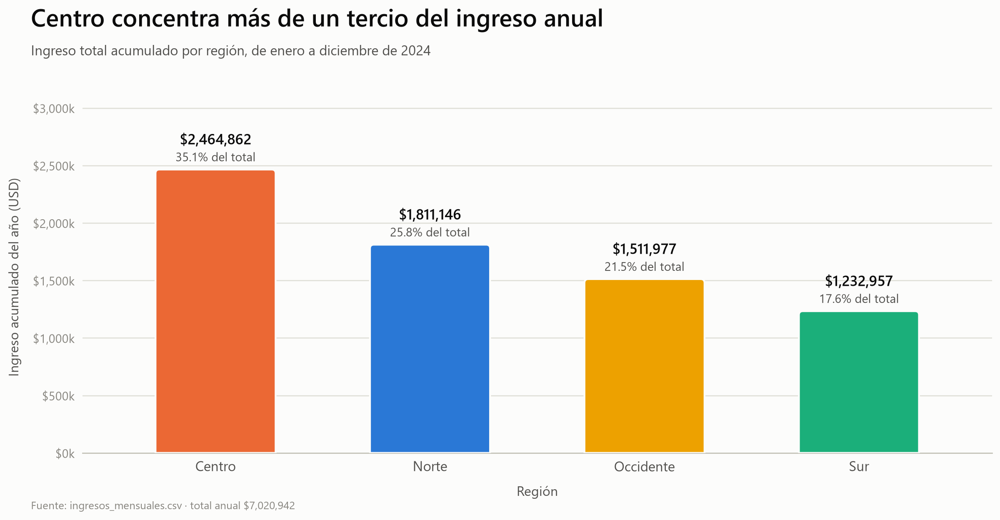 Centro concentra más de un tercio del ingreso anual
Ingreso total acumulado por región, de enero a diciembre de 2024
Ingreso acumulado del año (USD)
$3,000k
$2,500k
$2,000k
$1,500k
$1,000k
$500k
$0k
$2,464,862
35.1% del total
$1,811,146
25.8% del total
$1,511,977
21.5% del total
$1,232,957
17.6% del total
Centro
Norte
Occidente
Sur
Región
Fuente: ingresos_mensuales.csv · total anual $7,020,942